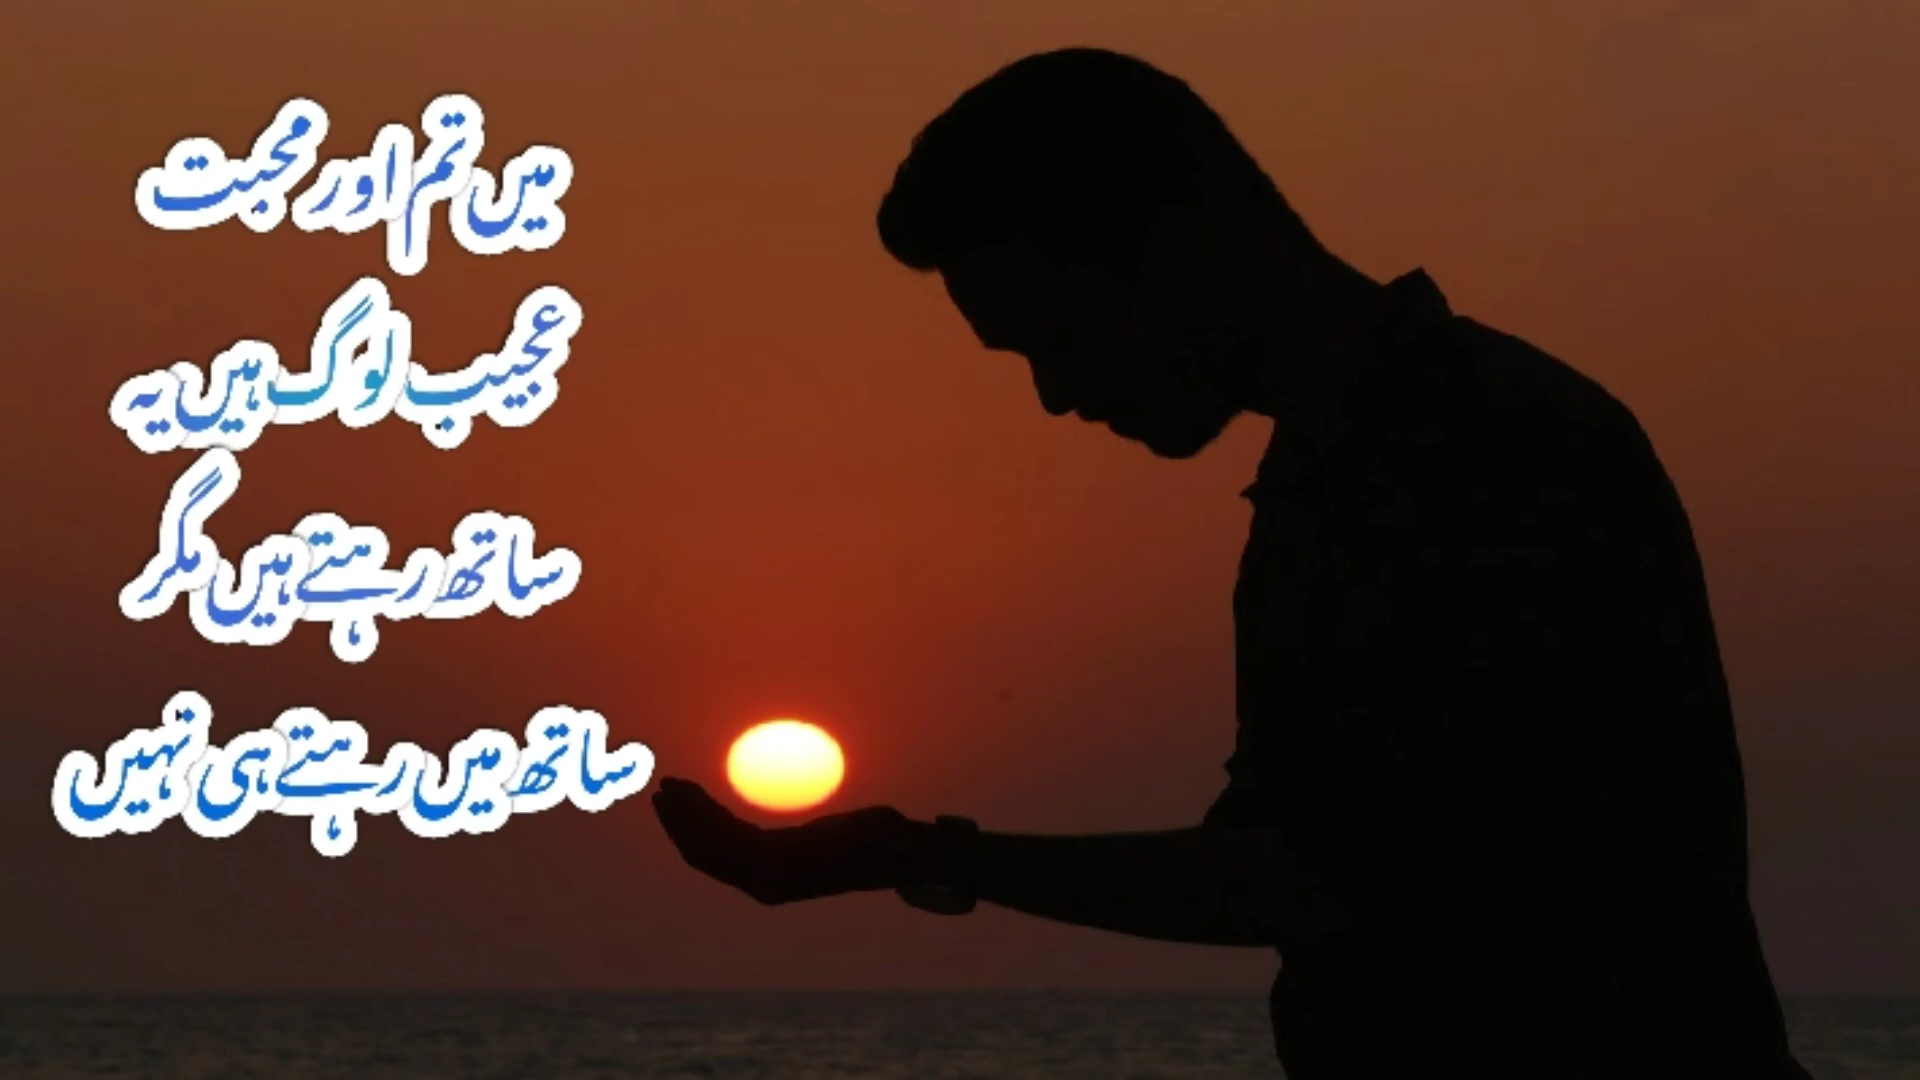 میں تم اور محبت
عجیب لوگ ہیں یہ
ساتھ رہتے ہیں مگر
ساتھ میں رہتے ہی نہیں